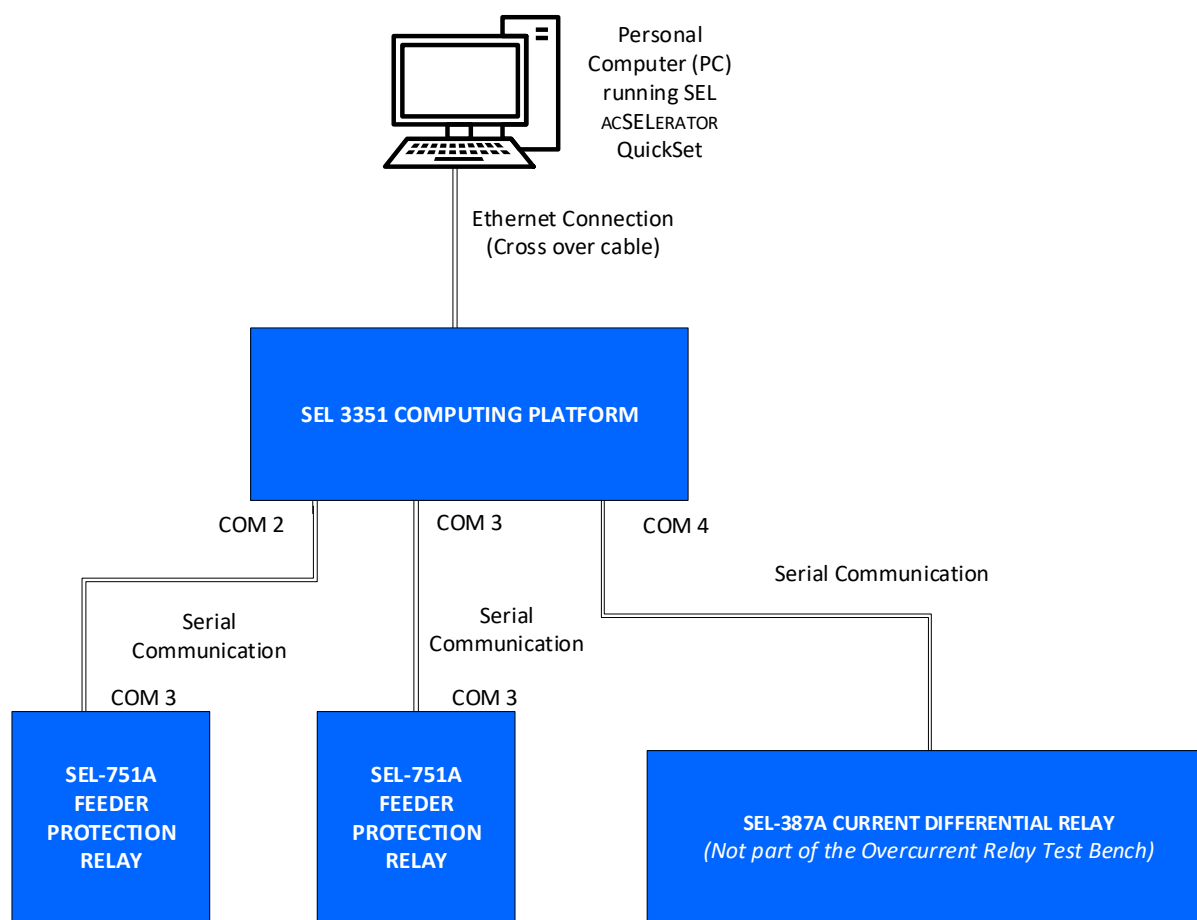 Personal
Computer (PC)
running SEL
ACSELERATOR
QuickSet
Ethernet Connection
(Cross over cable)
SEL 3351 COMPUTING PLATFORM
COM 2
COM 3
COM 4
Serial Communication
Serial
Communication
Serial
Communication
COM 3
COM 3
SEL-751A
FEEDER
PROTECTION
RELAY
SEL-751A
FEEDER
PROTECTION
RELAY
SEL-387A CURRENT DIFFERENTIAL RELAY
(Not part of the Overcurrent Relay Test Bench)